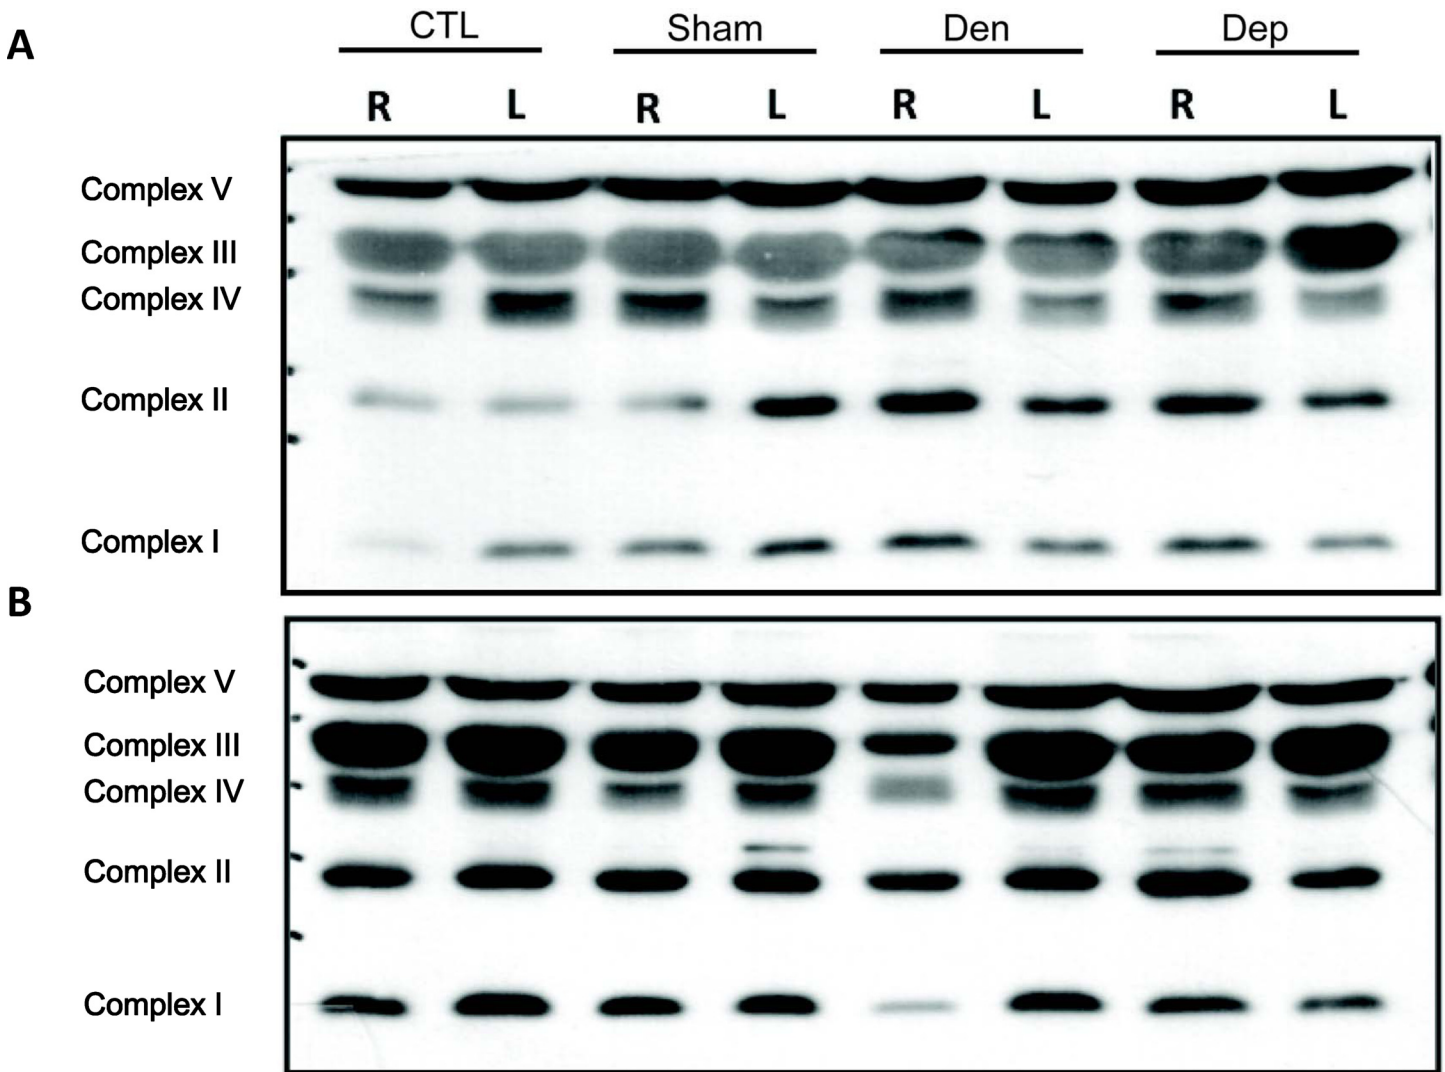 A
CTL Sham Den Dep
R L R L R L R L
Complex V
Complex III
Complex IV
Complex II
Complex I
B
Complex V
Complex III
Complex IV
Complex II
Complex I